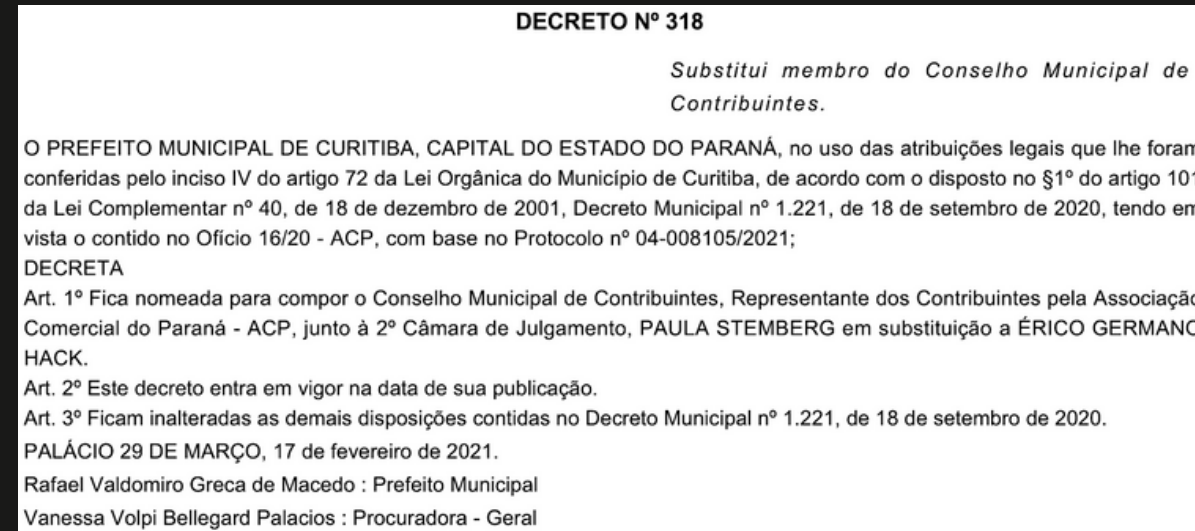 DECRETO Nº 318
Substitui membro do Conselho Municipal de
Contribuintes.
O PREFEITO MUNICIPAL DE CURITIBA, CAPITAL DO ESTADO DO PARANÁ, no uso das atribuições legais que lhe foram
conferidas pelo inciso IV do artigo 72 da Lei Orgânica do Município de Curitiba, de acordo com o disposto no §1º do artigo 101
da Lei Complementar nº 40, de 18 de dezembro de 2001, Decreto Municipal nº 1.221, de 18 de setembro de 2020, tendo em
vista o contido no Ofício 16/20 - ACP, com base no Protocolo nº 04-008105/2021;
DECRETA
Art. 1º Fica nomeada para compor o Conselho Municipal de Contribuintes, Representante dos Contribuintes pela Associação
Comercial do Paraná - ACP, junto à 2º Câmara de Julgamento, PAULA STEMBERG em substituição a ÉRICO GERMANO
HACK.
Art. 2º Este decreto entra em vigor na data de sua publicação.
Art. 3º Ficam inalteradas as demais disposições contidas no Decreto Municipal nº 1.221, de 18 de setembro de 2020.
PALÁCIO 29 DE MARÇO, 17 de fevereiro de 2021.
Rafael Valdomiro Greca de Macedo : Prefeito Municipal
Vanessa Volpi Bellegard Palacios : Procuradora - Geral